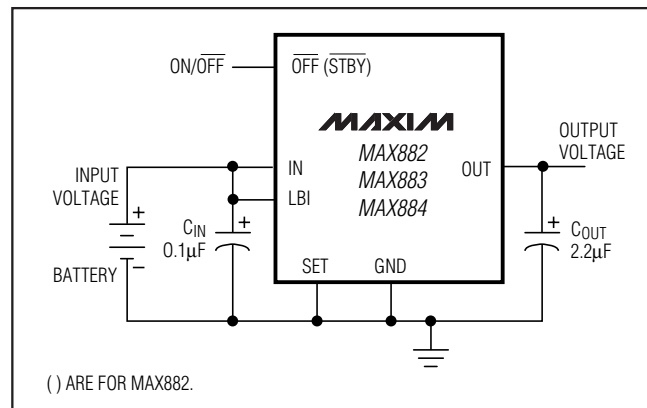 ON/OFF
OFF (STBY)
MAXIM
MAX882
MAX883
MAX884
IN
LBI
OUT
SET
GND
OUTPUT
VOLTAGE
INPUT
VOLTAGE
+
BATTERY
−
CIN
0.1µF
+
COUT
2.2µF
+
( ) ARE FOR MAX882.